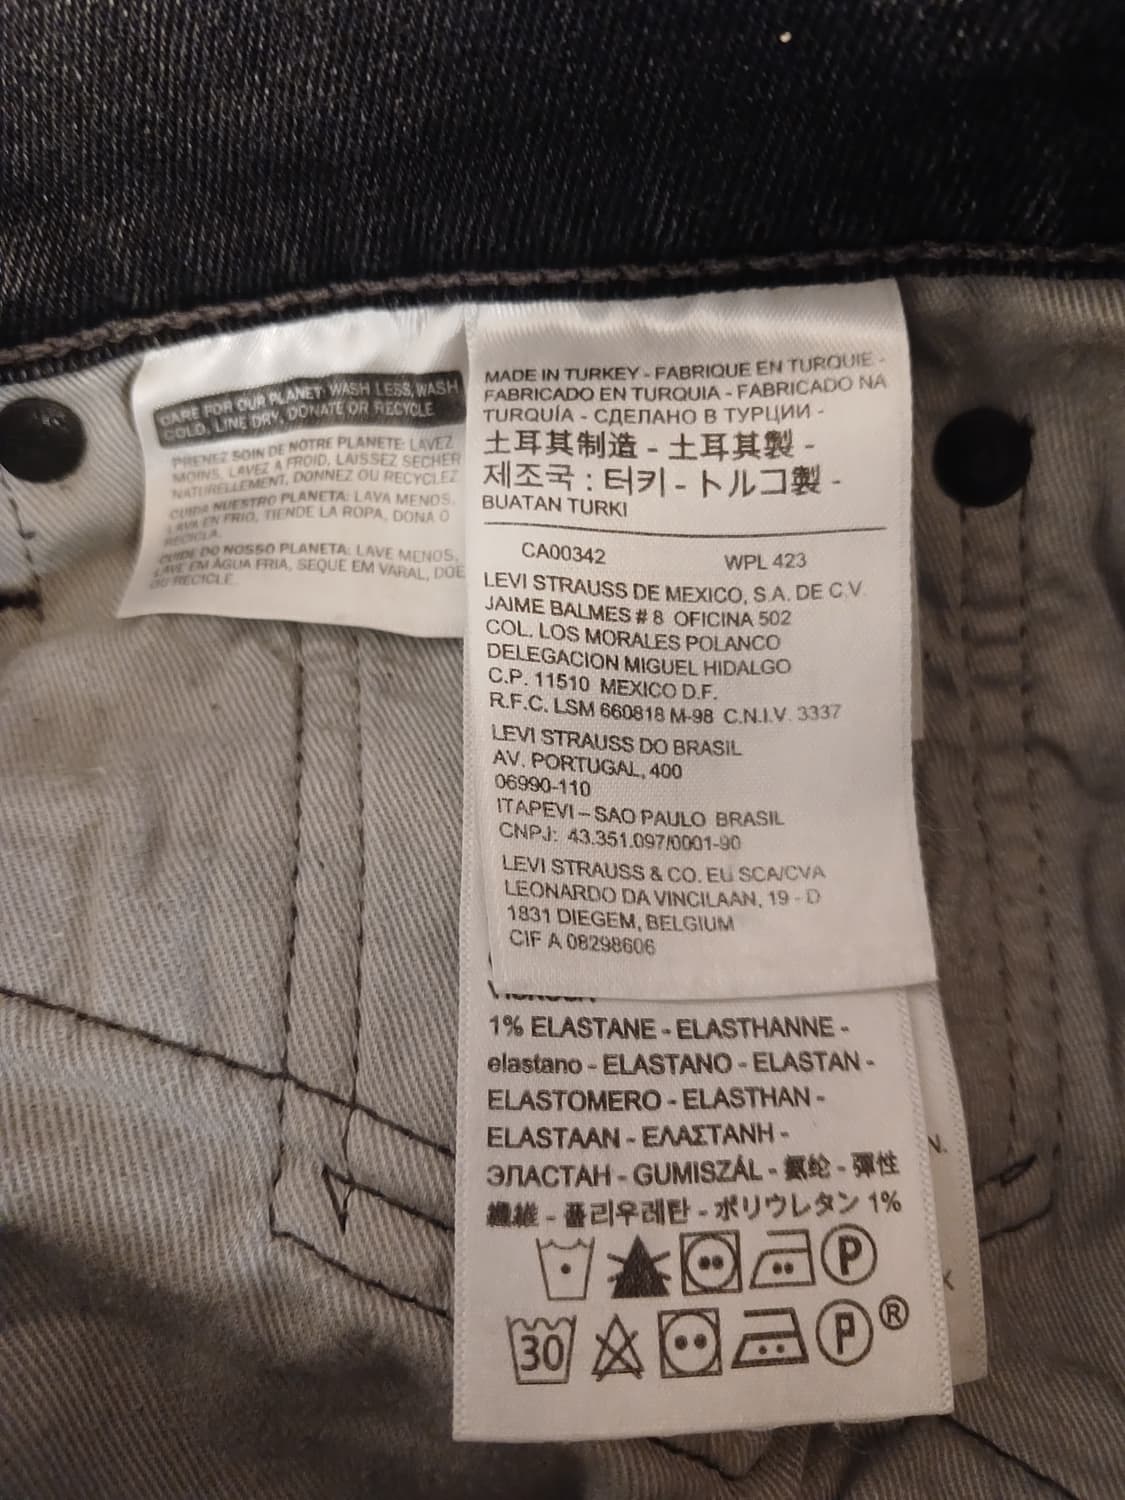 CARE FOR OUR PLANET: WASH LESS, WASH
COLD, LINE DRY, DONATE OR RECYCLE
PRENEZ SOIN DE NOTRE PLANETE: LAVEZ
MOINS, LAVEZ A FROID, LAISSEZ SECHER
NATURELLEMENT, DONNEZ OU RECYCLEZ
CUIDA NUESTRO PLANETA: LAVA MENOS,
LAVA EN FRIO, TIENDE LA ROPA, DONA O
RECICLA.
CUIDE DO NOSSO PLANETA: LAVE MENOS,
LAVE EM ÁGUA FRIA, SEQUE EM VARAL, DOE
OU RECICLE.
MADE IN TURKEY - FABRIQUE EN TURQUIE -
FABRICADO EN TURQUIA - FABRICADO NA
TURQUÍA - СДЕЛАНО В ТУРЦИИ -
土耳其制造 - 土耳其製 -
제조국 : 터키 - トルコ製 -
BUATAN TURKI
CA00342 WPL 423
LEVI STRAUSS DE MEXICO, S.A. DE C.V.
JAIME BALMES # 8 OFICINA 502
COL. LOS MORALES POLANCO
DELEGACION MIGUEL HIDALGO
C.P. 11510 MEXICO D.F.
R.F.C. LSM 660818 M-98 C.N.I.V. 3337
LEVI STRAUSS DO BRASIL
AV. PORTUGAL, 400
06990-110
ITAPEVI – SAO PAULO BRASIL
CNPJ: 43.351.097/0001-90
LEVI STRAUSS & CO. EU SCA/CVA
LEONARDO DA VINCILAAN, 19 - D
1831 DIEGEM, BELGIUM
CIF A 08298606
1% ELASTANE - ELASTHANNE -
elastano - ELASTANO - ELASTAN -
ELASTOMERO - ELASTHAN -
ELASTAAN - ΕΛΑΣΤΑΝΗ -
ЭЛАСТАН - GUMISZÁL - 氨纶 - 彈性
纖維 - 폴리우레탄 - ポリウレタン 1%
P
30 P ®
N.
K